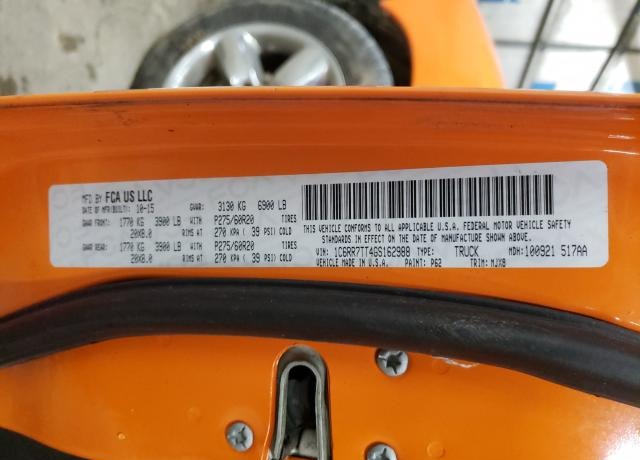 MFD BY FCA US LLC
DATE OF MFR(BUILT): 10-15 GVWR: 3130 KG 6900 LB
GAWR FRONT: 1770 KG 3900 LB WITH P275/60R20 TIRES
20X8.0 RIMS AT 270 KPA ( 39 PSI) COLD
GAWR REAR: 1770 KG 3900 LB WITH P275/60R20 TIRES
20X8.0 RIMS AT 270 KPA ( 39 PSI) COLD
THIS VEHICLE CONFORMS TO ALL APPLICABLE U.S.A. FEDERAL MOTOR VEHICLE SAFETY
STANDARDS IN EFFECT ON THE DATE OF MANUFACTURE SHOWN ABOVE.
VIN: 1C6RR7TT4GS162988 TYPE: TRUCK MDH: 100921 517AA
VEHICLE MADE IN U.S.A. PAINT: P62 TRIM: MJX8